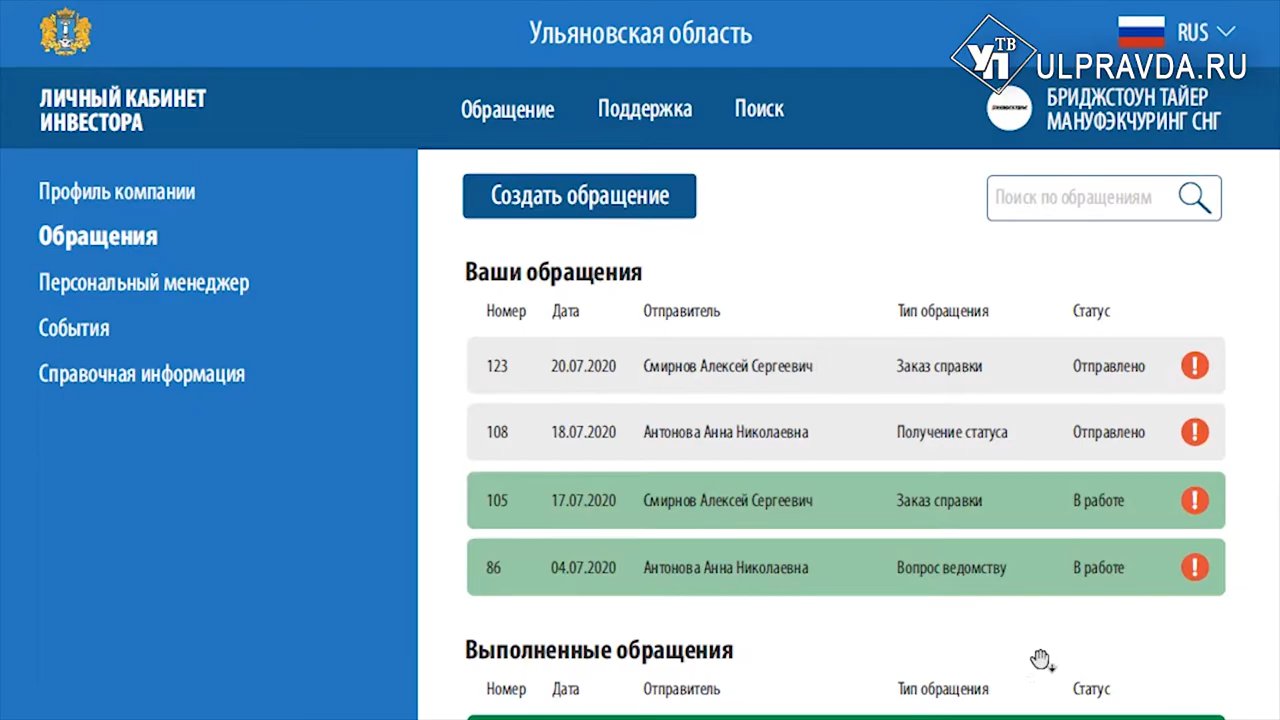 Ульяновская область
RUS
УП ТВ
ULPRAVDA.RU
ЛИЧНЫЙ КАБИНЕТ
ИНВЕСТОРА
Обращение Поддержка Поиск
БРИДЖСТОУН ТАЙЕР
МАНУФЭКЧУРИНГ СНГ
Профиль компании
Обращения
Персональный менеджер
События
Справочная информация
Создать обращение
Поиск по обращениям
Ваши обращения
Номер Дата Отправитель Тип обращения Статус
123 20.07.2020 Смирнов Алексей Сергеевич Заказ справки Отправлено !
108 18.07.2020 Антонова Анна Николаевна Получение статуса Отправлено !
105 17.07.2020 Смирнов Алексей Сергеевич Заказ справки В работе !
86 04.07.2020 Антонова Анна Николаевна Вопрос ведомству В работе !
Выполненные обращения
Номер Дата Отправитель Тип обращения Статус